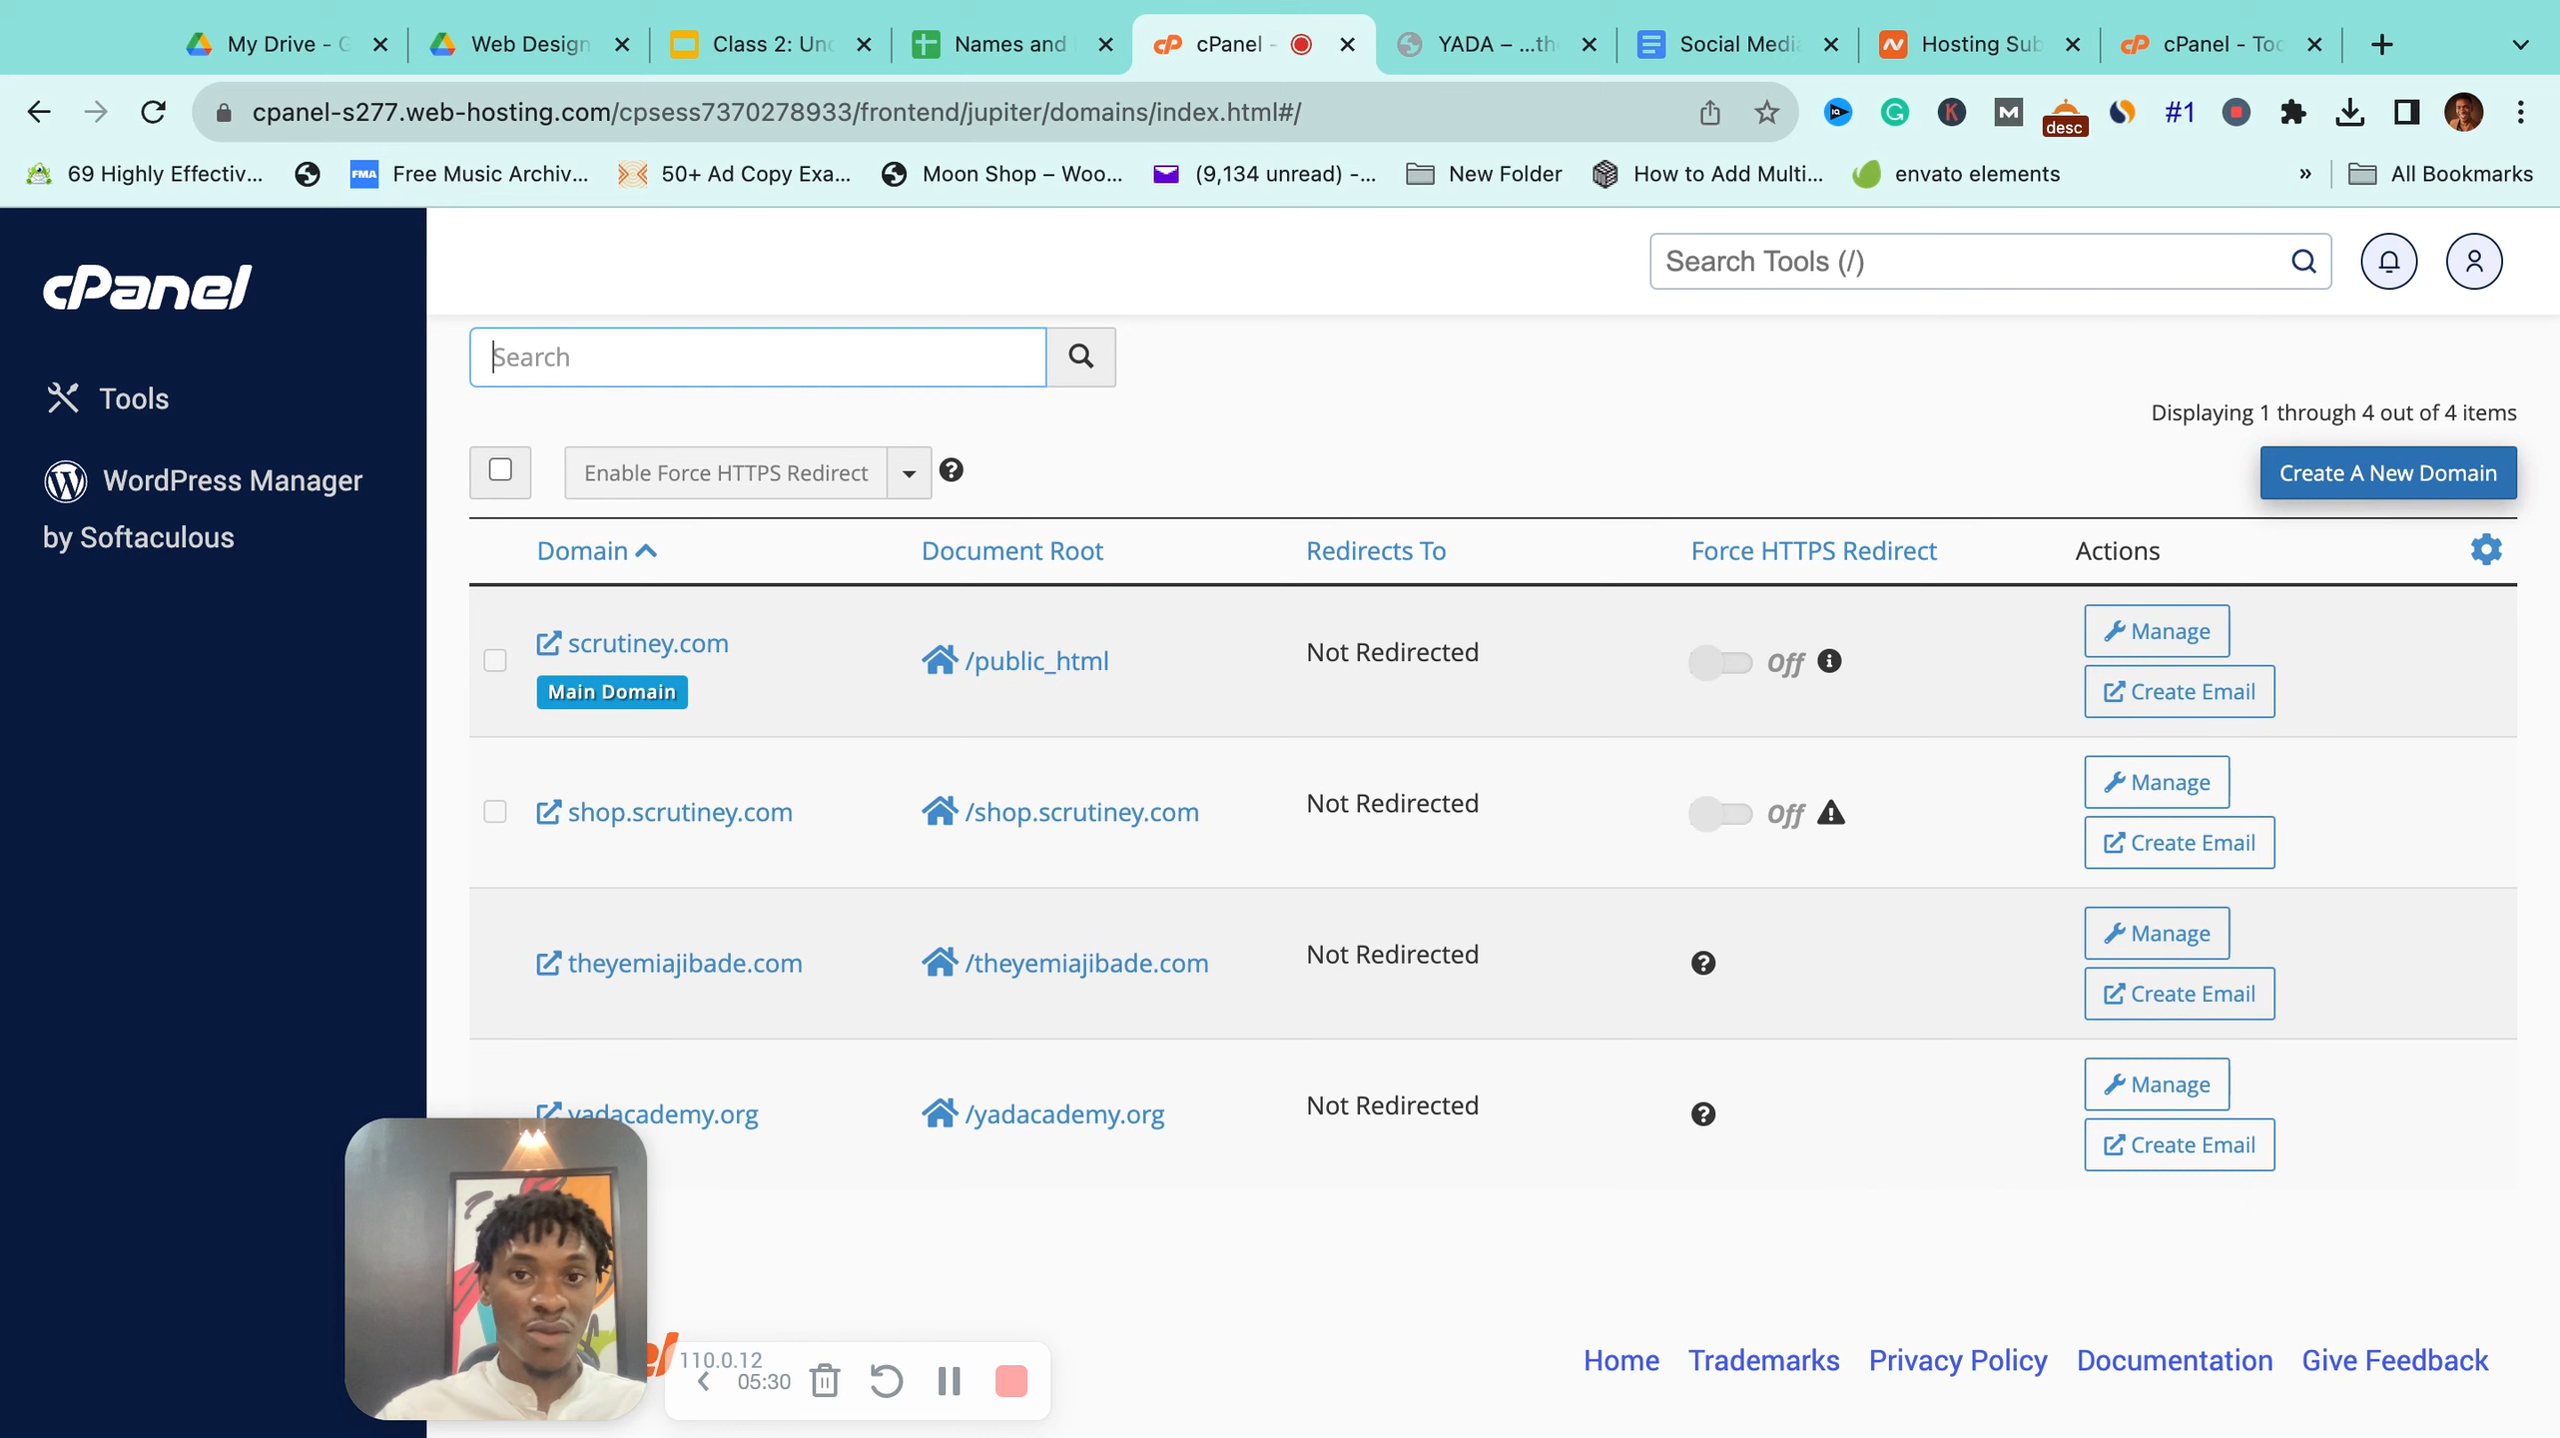 My Drive - G
Web Design
Class 2: Und
Names and
cPanel -
YADA – ...th
Social Medi
Hosting Sub
cPanel - Too
cpanel-s277.web-hosting.com/cpsess7370278933/frontend/jupiter/domains/index.html#/
#1
desc
69 Highly Effectiv...
FMA
Free Music Archiv...
50+ Ad Copy Exa...
Moon Shop – Woo...
(9,134 unread) -...
New Folder
How to Add Multi...
envato elements
»
All Bookmarks
cPanel
Search Tools (/)
Search
Tools
Displaying 1 through 4 out of 4 items
WordPress Manager
by Softaculous
Enable Force HTTPS Redirect
Create A New Domain
Domain
Document Root
Redirects To
Force HTTPS Redirect
Actions
scrutiney.com
Main Domain
/public_html
Not Redirected
Off
Manage
Create Email
shop.scrutiney.com
/shop.scrutiney.com
Not Redirected
Off
Manage
Create Email
theyemiajibade.com
/theyemiajibade.com
Not Redirected
Manage
Create Email
yadacademy.org
/yadacademy.org
Not Redirected
Manage
Create Email
110.0.12
05:30
Home
Trademarks
Privacy Policy
Documentation
Give Feedback